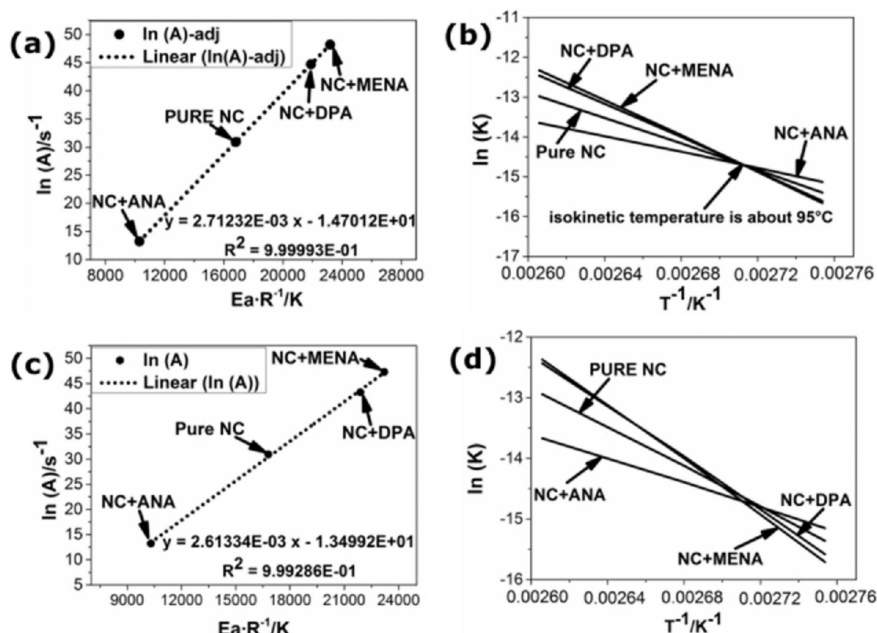 (a)
ln (A)-adj
Linear (ln(A)-adj)
NC+MENA
NC+DPA
PURE NC
NC+ANA
y = 2.71232E-03 x - 1.47012E+01
R² = 9.99993E-01
50
45
40
35
30
25
20
15
10
8000 12000 16000 20000 24000 28000
ln (A)/s⁻¹
Ea·R⁻¹/K
(b)
NC+DPA
NC+MENA
Pure NC
NC+ANA
isokinetic temperature is about 95°C
-11
-12
-13
-14
-15
-16
-17
0.00260 0.00264 0.00268 0.00272 0.00276
ln (K)
T⁻¹/K⁻¹
(c)
ln (A)
Linear (ln (A))
NC+MENA
NC+DPA
Pure NC
NC+ANA
y = 2.61334E-03 x - 1.34992E+01
R² = 9.99286E-01
50
45
40
35
30
25
20
15
10
5
9000 12000 15000 18000 21000 24000
ln (A)/s⁻¹
Ea·R⁻¹/K
(d)
PURE NC
NC+ANA
NC+DPA
NC+MENA
-12
-13
-14
-15
-16
0.00260 0.00264 0.00268 0.00272 0.00276
ln (K)
T⁻¹/K⁻¹